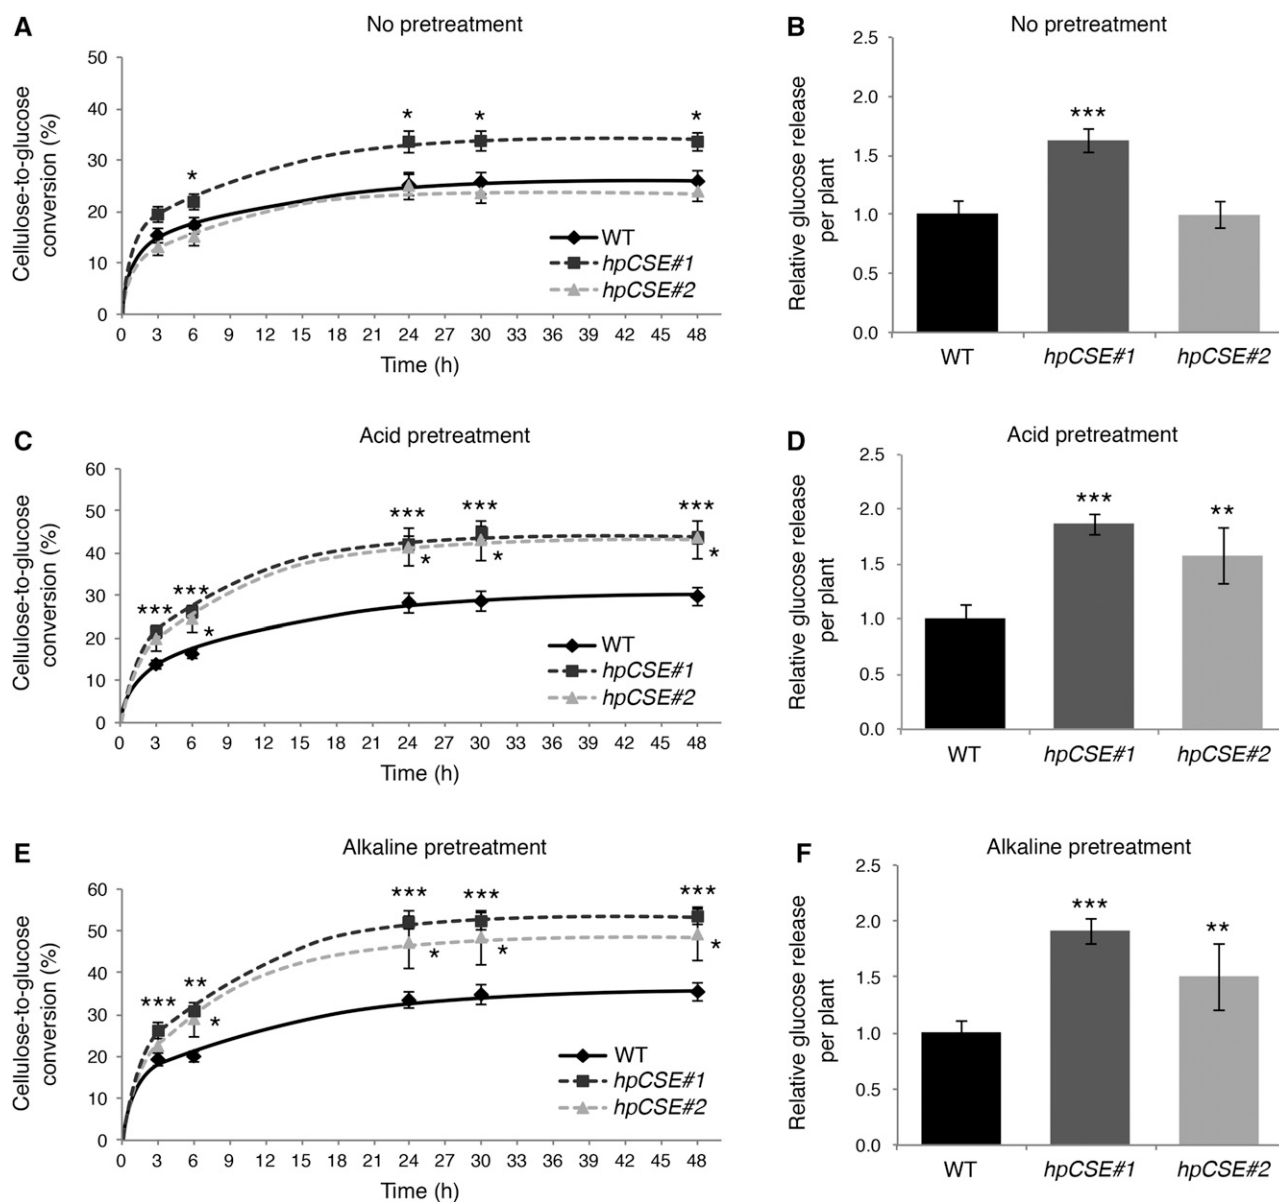 A
No pretreatment
Cellulose-to-glucose
conversion (%)
50
40
30
20
10
0
* * * *
WT
hpCSE#1
hpCSE#2
0 3 6 9 12 15 18 21 24 27 30 33 36 39 42 45 48
Time (h)
B
No pretreatment
Relative glucose release
per plant
2.5
2.0
1.5
1.0
0.5
0.0
***
WT hpCSE#1 hpCSE#2
C
Acid pretreatment
Cellulose-to-glucose
conversion (%)
60
50
40
30
20
10
0
*** *** *** *** ***
* * * *
WT
hpCSE#1
hpCSE#2
0 3 6 9 12 15 18 21 24 27 30 33 36 39 42 45 48
Time (h)
D
Acid pretreatment
Relative glucose release
per plant
2.5
2.0
1.5
1.0
0.5
0.0
*** **
WT hpCSE#1 hpCSE#2
E
Alkaline pretreatment
Cellulose-to-glucose
conversion (%)
60
50
40
30
20
10
0
*** ** *** *** ***
* * * *
WT
hpCSE#1
hpCSE#2
0 3 6 9 12 15 18 21 24 27 30 33 36 39 42 45 48
Time (h)
F
Alkaline pretreatment
Relative glucose release
per plant
2.5
2.0
1.5
1.0
0.5
0.0
*** **
WT hpCSE#1 hpCSE#2